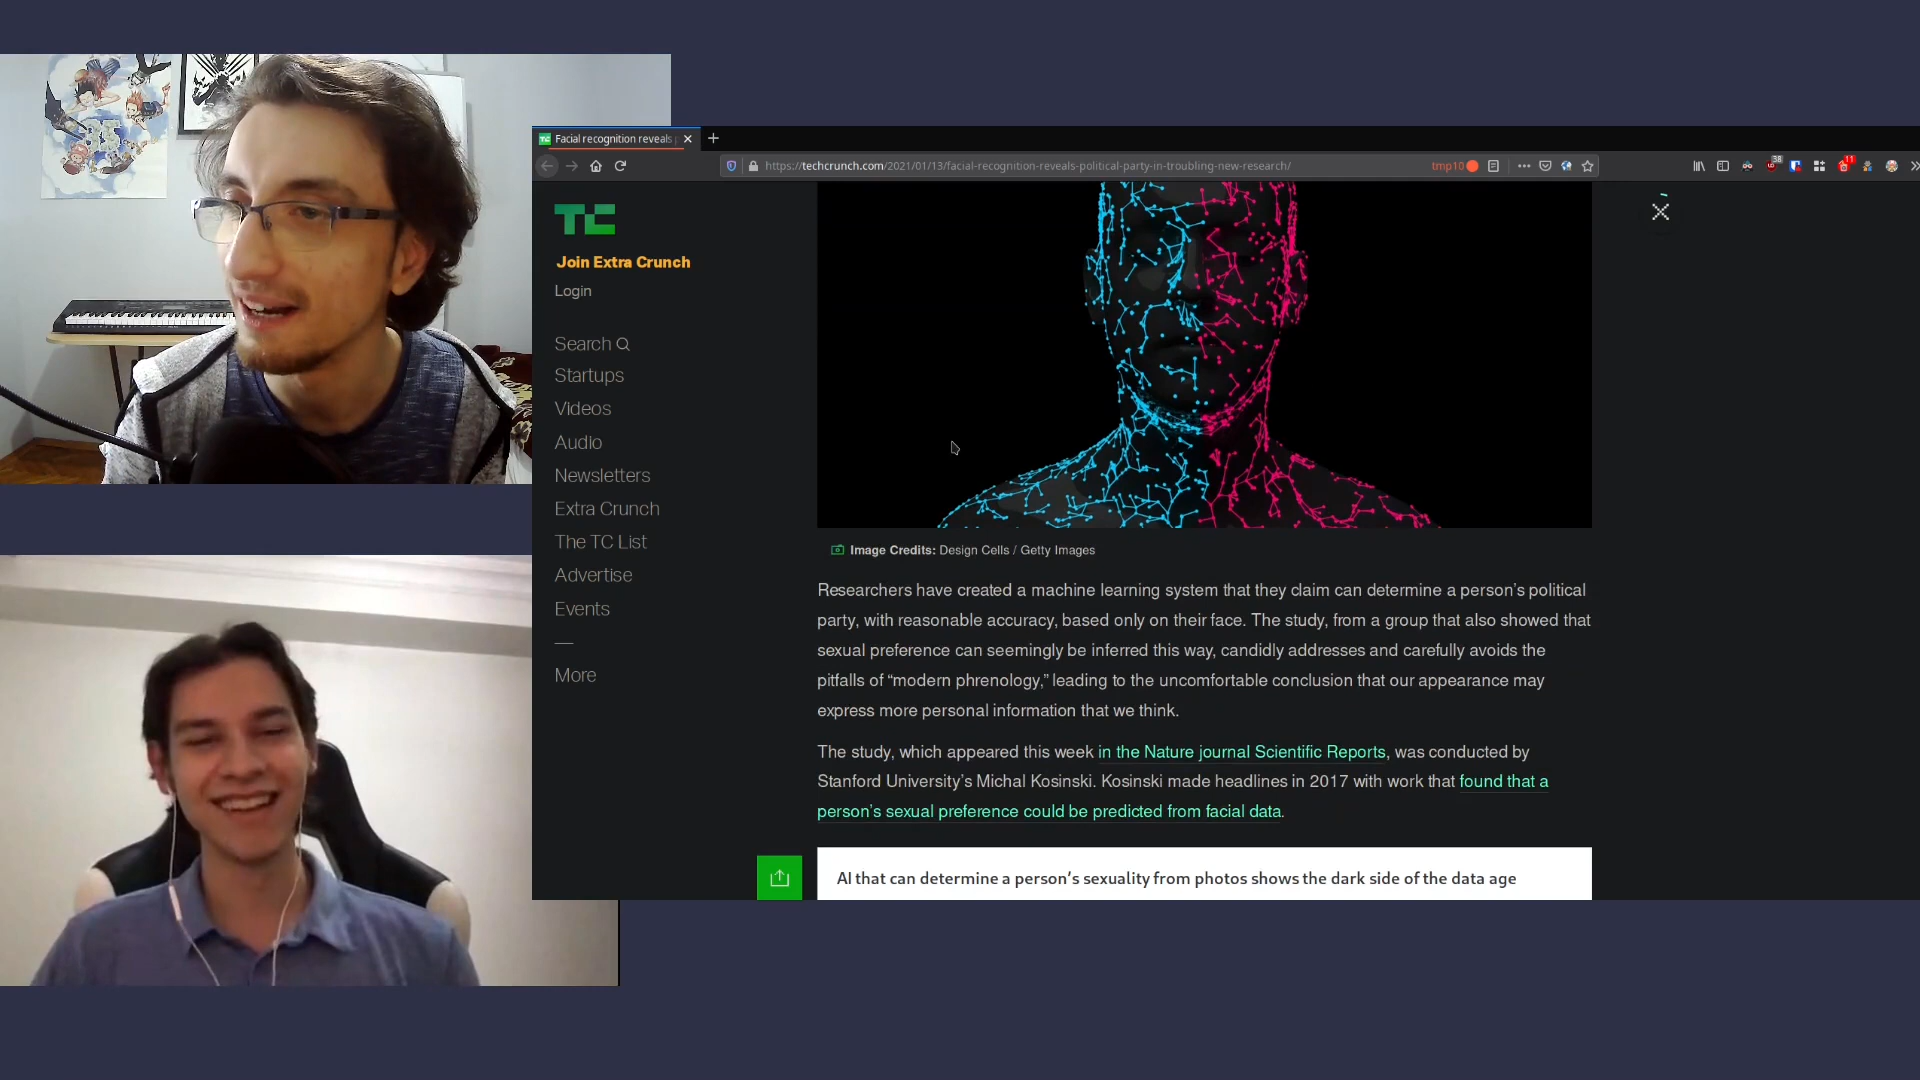 Facial recognition reveals
https://techcrunch.com/2021/01/13/facial-recognition-reveals-political-party-in-troubling-new-research/
tmp10
38
11
TC
Join Extra Crunch
Login
Search
Startups
Videos
Audio
Newsletters
Extra Crunch
The TC List
Advertise
Events
More
Image Credits: Design Cells / Getty Images
Researchers have created a machine learning system that they claim can determine a person’s political
party, with reasonable accuracy, based only on their face. The study, from a group that also showed that
sexual preference can seemingly be inferred this way, candidly addresses and carefully avoids the
pitfalls of “modern phrenology,” leading to the uncomfortable conclusion that our appearance may
express more personal information that we think.
The study, which appeared this week in the Nature journal Scientific Reports, was conducted by
Stanford University’s Michal Kosinski. Kosinski made headlines in 2017 with work that found that a
person’s sexual preference could be predicted from facial data.
AI that can determine a person’s sexuality from photos shows the dark side of the data age